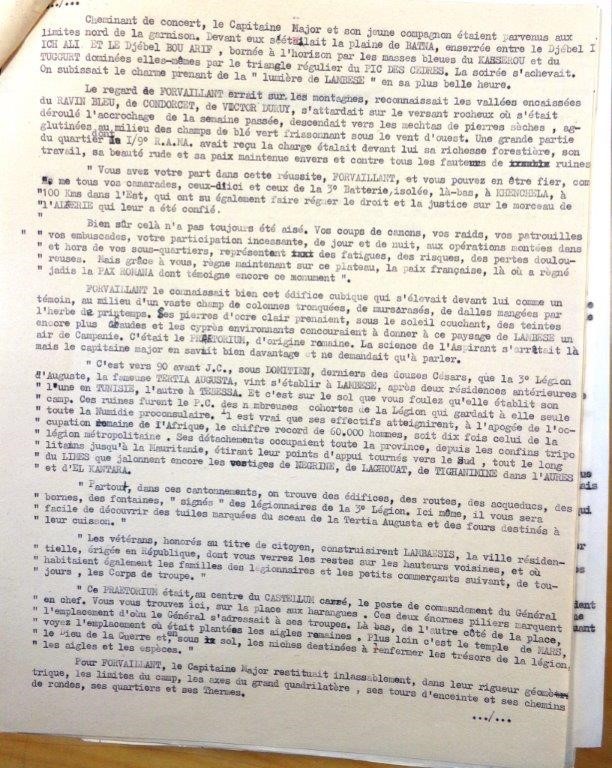 .../...
Cheminant de concert, le Capitaine Major et son jeune compagnon étaient parvenus aux
limites nord de la garnison. Devant eux s'étalait la plaine de BATNA, enserrée entre le Djébel I
ICH ALI. ET LE Djébel BOU ARIF , bornée à l'horizon par les masses bleues du KASSEROU et du
TUGGURT dominées elles-mêmes par le triangle régulier du PIC DES CEDRES. La soirée s'achevait.
On subissait le charme prenant de la " lumière de LAMBESE " en sa plus belle heure.
Le regard de FORVAILLANT errait sur les montagnes, reconnaissait les vallées encaissées
du RAVIN BLEU, de CONDORCET, de VICTOR DURUY, s'attardait sur le versant rocheux où s'était
déroulé l'accrochage de la semaine passée, descendait vers les mechtas de pierres sèches , ag-
glutinées au milieu des champs de blé vert frissonnant sous le vent d'ouest. Une grande partie
du quartier dont le I/9° R.A.MA. avait reçu la charge étalait devant lui sa richesse forestière, son
travail, sa beauté rude et sa paix maintenue envers et contre tous les fauteurs de ruines
" Vous avez votre part dans cette réussite, FORVAILLANT, et vous pouvez en être fier, com
" me tous vos camarades, ceux-d'ici et ceux de la 3° Batterie,isolée, là-bas, à KHENCHELA, à
"100 Kms dans l'Est, qui ont su également faire régner le droit et la justice sur le morceau de
"l'ALGERIE qui leur a été confié.
"
Bien sûr celà n'a pas toujours été aisé. Vos coups de canons, vos raids, vos patrouilles
" " vos embuscades, votre participation incessante, de jour et de nuit, aux opérations montées dans
" et hors de vos sous-quartiers, représentent des fatigues, des risques, des pertes doulou-
" reuses. Mais grâce à vous, règne maintenant sur ce plateau, la paix française, là où a régné
" jadis la PAX ROMANA dont témoigne encore ce monument ".
FORVAILLANT le connaissait bien cet édifice cubique qui s'élevait devant lui comme un
témoin, au milieu d'un vaste champ de colonnes tronquées, de murs arasés, de dalles mangées par
l'herbe de printemps. Ses pierres d'ocre clair prenaient, sous le soleil couchant, des teintes
encore plus chaudes et les cyprès environnants concouraient à donner à ce paysage de LAMBESE un
air de Campanie. C'était le PRAETORIUM, d'origine romaine. La science de l'Aspirant s'arrêtait là
mais le capitaine major en savait bien davantage et ne demandait qu'à parler.
" C'est vers 90 avant J.C., sous DOMITIEN, derniers des douzes Césars, que la 3° Légion
d'Auguste, la fameuse TERTIA AUGUSTA, vint s'établir à LAMBESE, après deux résidences antérieures
" l'une en TUNISIE, l'autre à TEBESSA. Et c'est sur le sol que vous foulez qu'elle établit son
" camp. Ces ruines furent le P.C. des n mbreuses cohortes de la Légion qui gardait à elle seule
" toute la Numidie proconsulaire. Il est vrai que ses effectifs atteignirent, à l'apogée de l'oc-
" cupation romaine de l'Afrique, le chiffre record de 60.000 hommes, soit dix fois celui de la
" légion métropolitaine . Ses détachements occupaient toute la province, depuis les confins tripo
" litains jusqu'à la Mauritanie, étirant leur points d'appui tournés vers le Sud , tout le long
" du LIMES que jalonnent encore les vestiges de NEGRINE, de LAGHOUAT, de TIGHANIMINE dans l'AURES
" et d'EL KANTARA.
" Partout, dans ces cantonnements, on trouve des édifices, des routes, des acqueducs, des
" bornes, des fontaines, " signés " des légionnaires de la 3° Légion. Ici même, il vous sera
" facile de découvrir des tuiles marquées du sceau de la Tertia Augusta et des fours destinés à
" leur cuisson. "
" Les vétérans, honorés au titre de citoyen, construisirent LAMBAESIS, la ville résiden-
" tielle, érigée en République, dont vous verrez les restes sur les hauteurs voisines, et où
" habitaient également les familles des légionnaires et les petits commerçants suivant, de tou-
" jours , les Corps de troupe. "
" Ce PRAETORIUM était,au centre du CASTELLUM carré, le poste de commandement du Général
" en chef. Vous vous trouvez ici, sur la place aux harangues . Ces deux énormes piliers marquent
" l'emplacement d'ohu le Général s'adressait à ses troupes. Là bas, de l'autre côté de la place,
" voyez l'emplacement où était plantées les aigles romaines . Plus loin c'est le temple de MARS,
" le Dieu de la Guerre et,en sous sol, les niches destinées à renfermer les trésors de la légion,
" les aigles et les espèces. "
Pour FORVAILLANT, le Capitaine Major restituait inlassablement, dans leur rigueur géomé
trique, les limites du camp, les axes du grand quadrilatère , ses tours d'enceinte et ses chemins
de rondes, ses quartiers et ses Thermes.
.../...